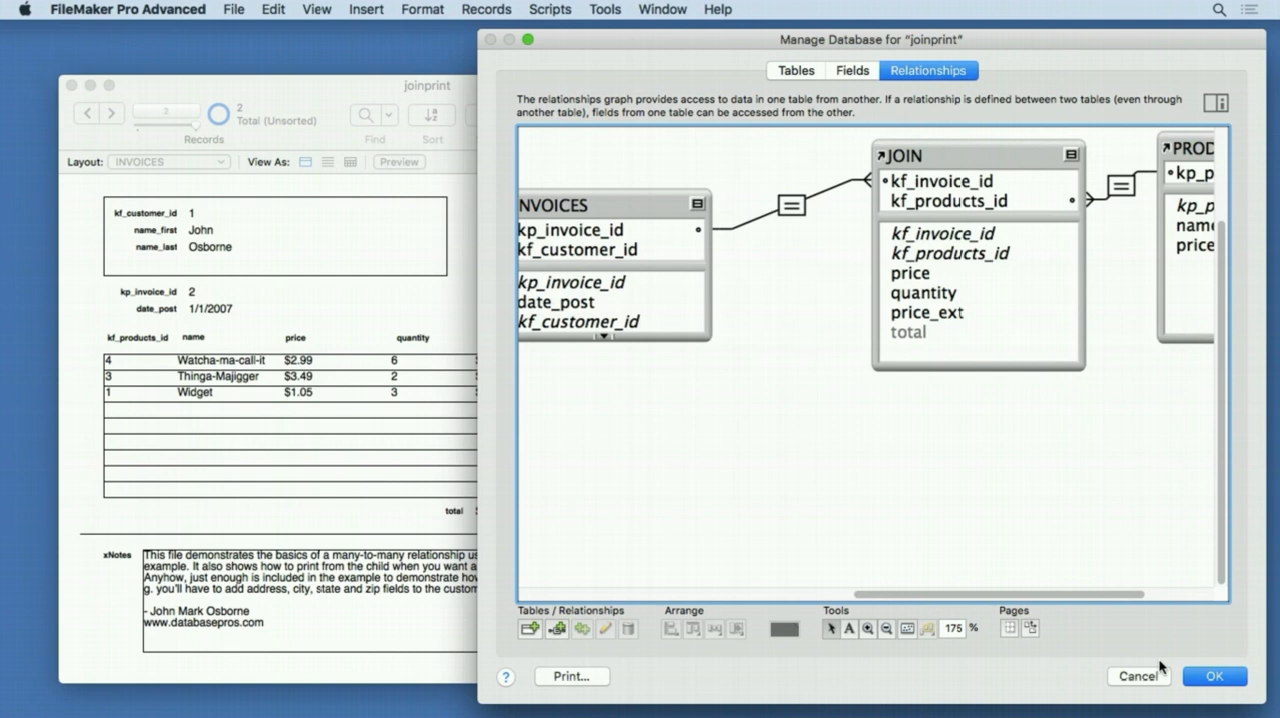 FileMaker Pro Advanced File Edit View Insert Format Records Scripts Tools Window Help
joinprint
2
2
Total (Unsorted)
Records
Find
Sort
Layout: INVOICES View As: Preview
kf_customer_id 1
name_first John
name_last Osborne
kp_invoice_id 2
date_post 1/1/2007
kf_products_id name price quantity
4 Watcha-ma-call-it $2.99 6
3 Thinga-Majigger $3.49 2
1 Widget $1.05 3
total
xNotes
This file demonstrates the basics of a many-to-many relationship us
example. It also shows how to print from the child when you want a
Anyhow, just enough is included in the example to demonstrate how
g. you'll have to add address, city, state and zip fields to the custom
- John Mark Osborne
www.databasepros.com
Manage Database for "joinprint"
Tables Fields Relationships
The relationships graph provides access to data in one table from another. If a relationship is defined between two tables (even through
another table), fields from one table can be accessed from the other.
NVOICES
kp_invoice_id
kf_customer_id
kp_invoice_id
date_post
kf_customer_id
=
JOIN
kf_invoice_id
kf_products_id
kf_invoice_id
kf_products_id
price
quantity
price_ext
total
=
PROD
kp_p
kp_p
name
price
Tables / Relationships Arrange Tools Pages
A 175 %
? Print... Cancel OK